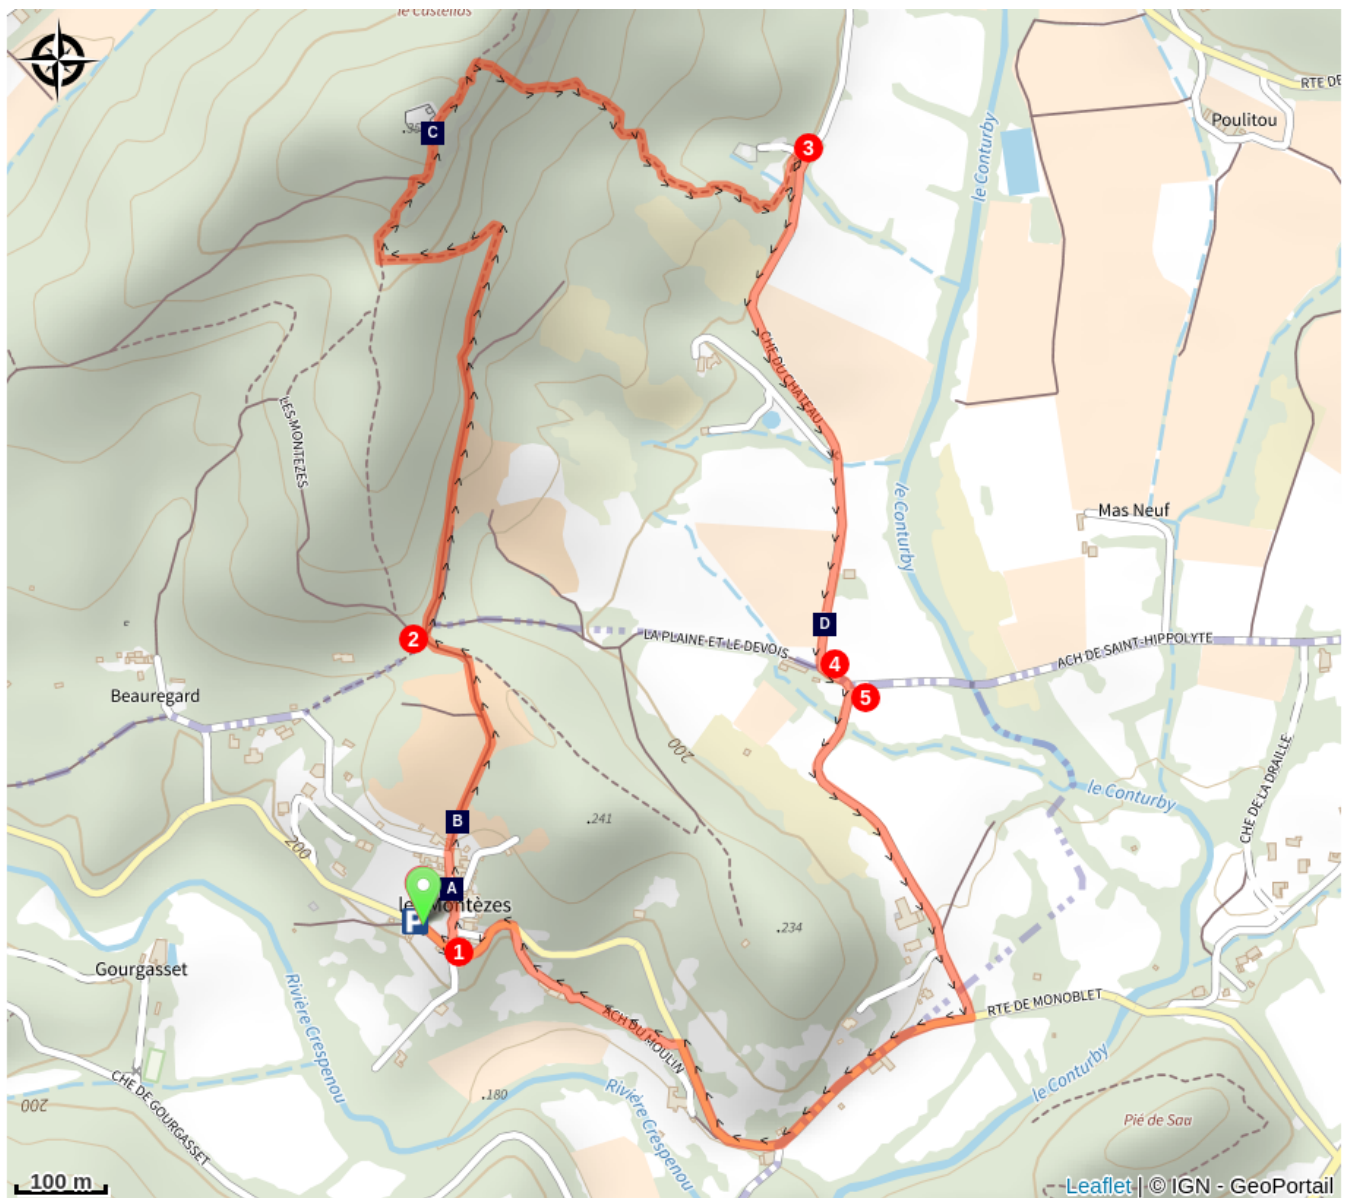 le Castellas
RTE DE
Poulitou
le Conturby
C
3
CHE DU CHATEAU
LES MONTEZES
le Conturby
Mas Neuf
D
2
LA PLAINE ET LE DEVOIS
ACH DE SAINT-HIPPOLYTE
4
5
Beauregard
200
le Conturby
CHE DE LA DRAILLE
B
.241
200
A
les Montèzes
P
.234
1
Gourgasset
Rivière Crespenou
RTE DE MONOBLET
ACH DU MOULIN
le Conturby
CHE DE GOURGASSET
.180
Rivière Crespenou
200
Pié de Sau
100 m
Leaflet | © IGN - GeoPortail